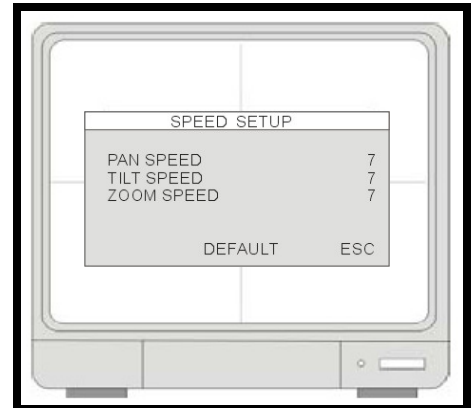 SPEED SETUP
PAN SPEED 7
TILT SPEED 7
ZOOM SPEED 7
DEFAULT ESC